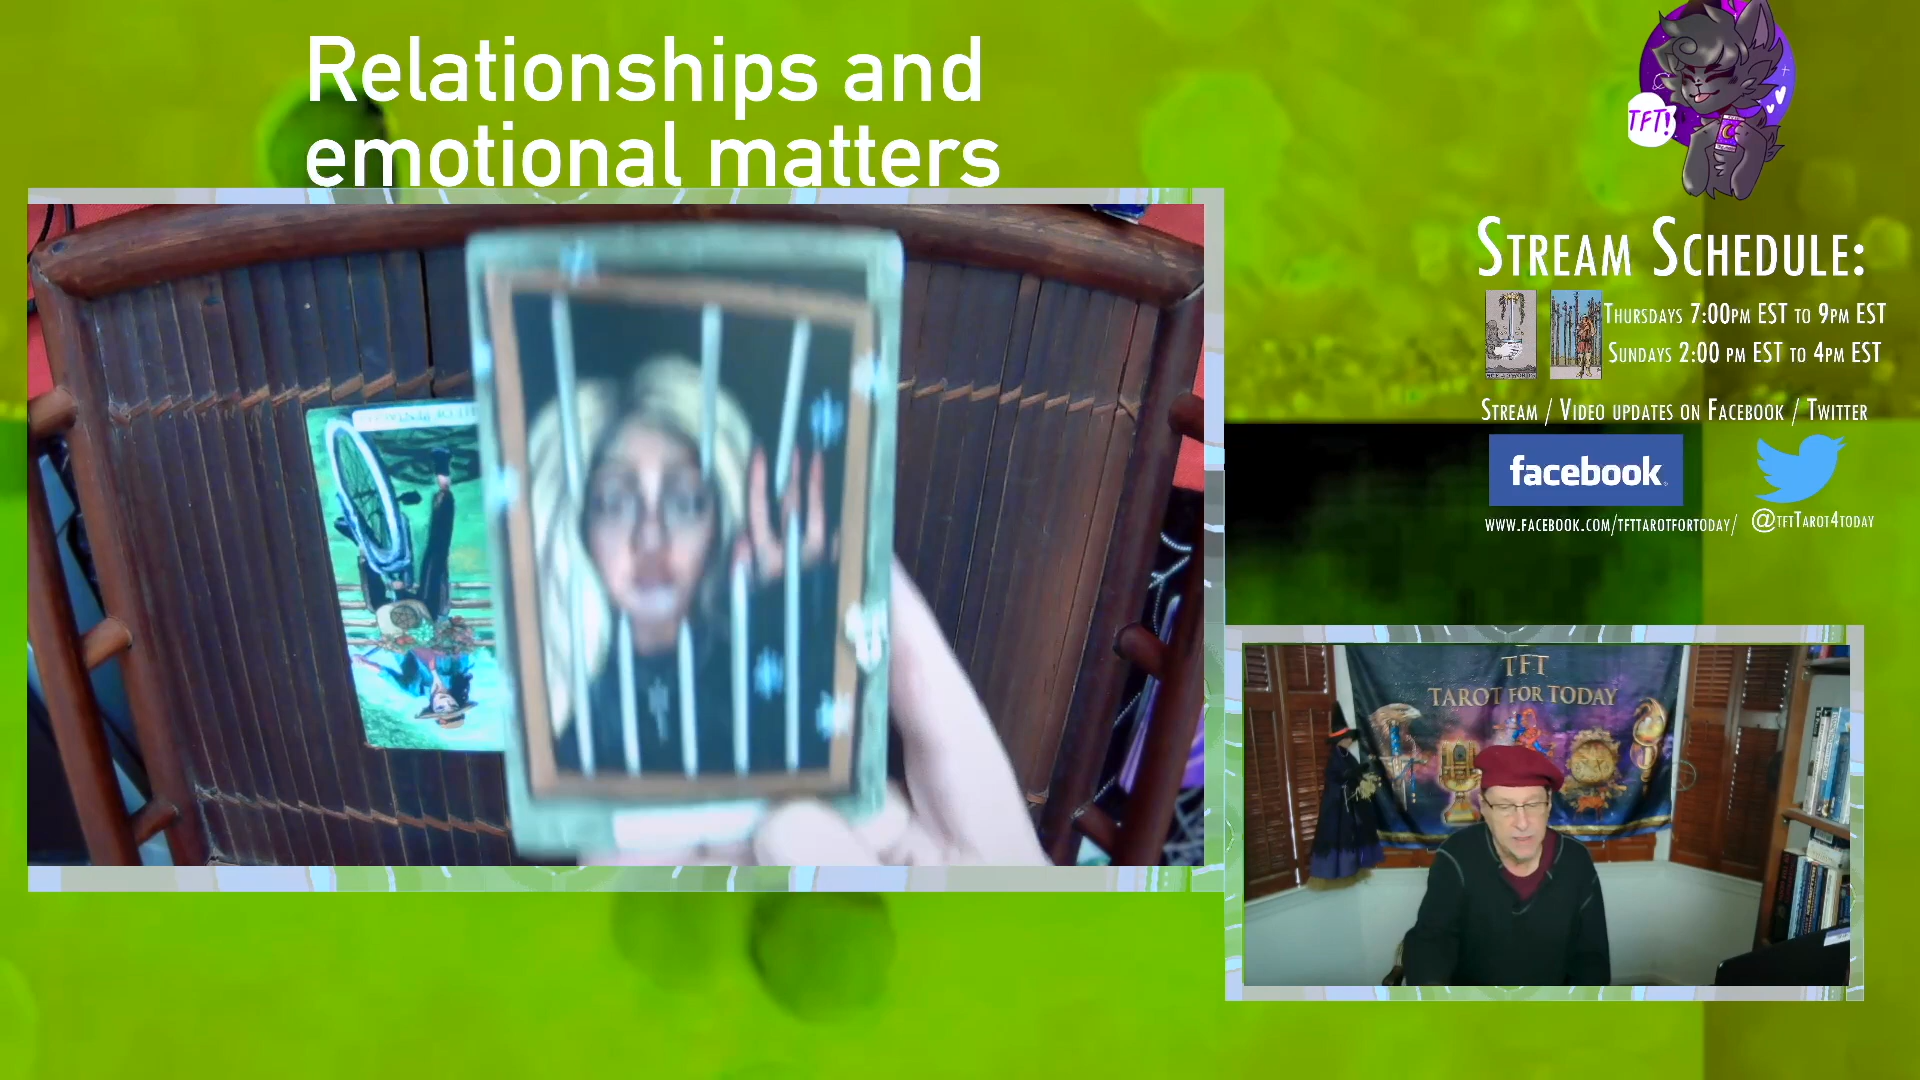 Relationships and
emotional matters
TFT!
STREAM SCHEDULE:
THURSDAYS 7:00PM EST TO 9PM EST
SUNDAYS 2:00 PM EST TO 4PM EST
STREAM / VIDEO UPDATES ON FACEBOOK / TWITTER
facebook
WWW.FACEBOOK.COM/TFTTAROTFORTODAY/
@TFTTAROT4TODAY
TFT
TAROT FOR TODAY